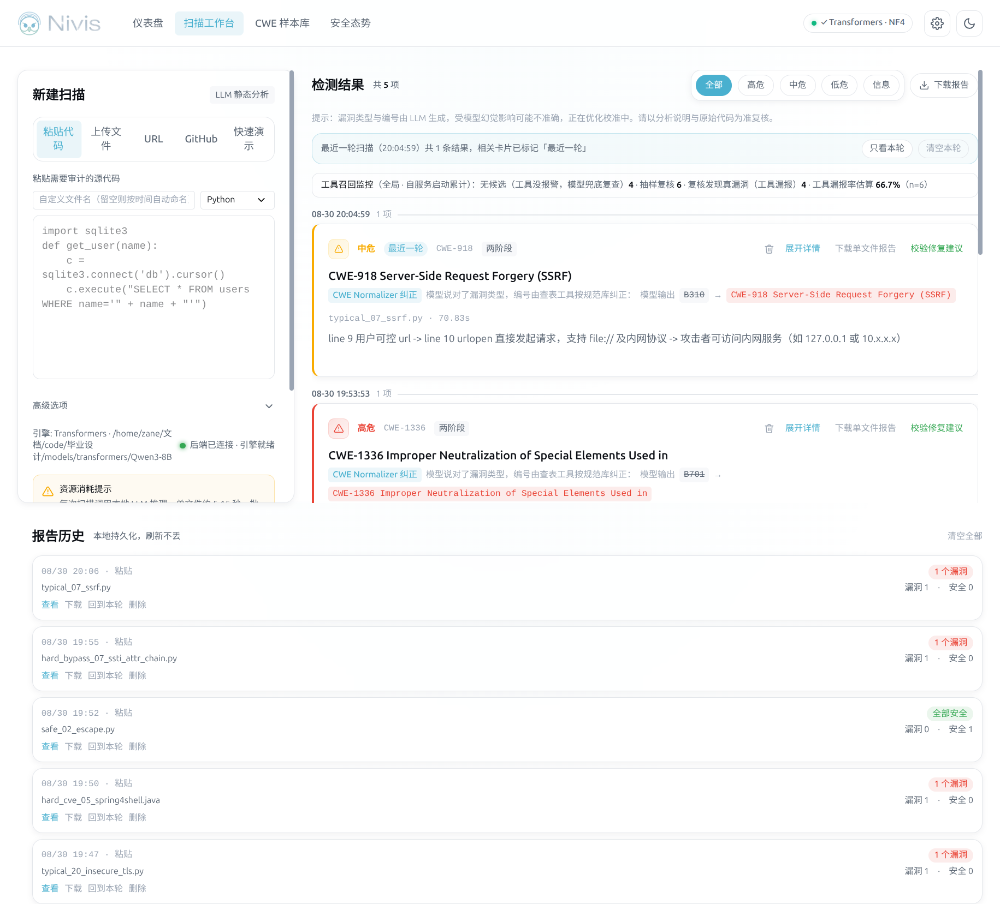 Nivis
仪表盘
扫描工作台
CWE 样本库
安全态势
✓ Transformers · NF4
新建扫描
LLM 静态分析
粘贴代码
上传文件
URL
GitHub
快速演示
粘贴需要审计的源代码
自定义文件名（留空则按时间自动命名
Python
import sqlite3
def get_user(name):
    c =
sqlite3.connect('db').cursor()
    c.execute("SELECT * FROM users
WHERE name='" + name + "'")
高级选项
引擎: Transformers · /home/zane/文
档/code/毕业设
计/models/transformers/Qwen3-8B
后端已连接 · 引擎就绪
资源消耗提示
检测结果 共 5 项
全部
高危
中危
低危
信息
下载报告
提示：漏洞类型与编号由 LLM 生成，受模型幻觉影响可能不准确，正在优化校准中。请以分析说明与原始代码为准复核。
最近一轮扫描（20:04:59）共 1 条结果，相关卡片已标记「最近一轮」
只看本轮
清空本轮
工具召回监控（全局 · 自服务启动累计）：无候选（工具没报警，模型兜底复查）4 · 抽样复核 6 · 复核发现真漏洞（工具漏报）4 · 工具漏报率估算 66.7%（n=6）
08-30 20:04:59 1 项
中危 最近一轮 CWE-918 两阶段
展开详情 下载单文件报告 校验修复建议
CWE-918 Server-Side Request Forgery (SSRF)
CWE Normalizer 纠正 模型说对了漏洞类型，编号由查表工具按规范库纠正： 模型输出 B310 → CWE-918 Server-Side Request Forgery (SSRF)
typical_07_ssrf.py · 70.83s
line 9 用户可控 url -> line 10 urlopen 直接发起请求，支持 file:// 及内网协议 -> 攻击者可访问内网服务（如 127.0.0.1 或 10.x.x.x）
08-30 19:53:53 1 项
高危 CWE-1336 两阶段
展开详情 下载单文件报告 校验修复建议
CWE-1336 Improper Neutralization of Special Elements Used in
CWE Normalizer 纠正 模型说对了漏洞类型，编号由查表工具按规范库纠正： 模型输出 B701 →
CWE-1336 Improper Neutralization of Special Elements Used in
报告历史 本地持久化，刷新不丢
清空全部
08/30 20:06 · 粘贴
1 个漏洞
typical_07_ssrf.py
漏洞 1 · 安全 0
查看 下载 回到本轮 删除
08/30 19:55 · 粘贴
1 个漏洞
hard_bypass_07_ssti_attr_chain.py
漏洞 1 · 安全 0
查看 下载 回到本轮 删除
08/30 19:52 · 粘贴
全部安全
safe_02_escape.py
漏洞 0 · 安全 1
查看 下载 回到本轮 删除
08/30 19:50 · 粘贴
1 个漏洞
hard_cve_05_spring4shell.java
漏洞 1 · 安全 0
查看 下载 回到本轮 删除
08/30 19:47 · 粘贴
1 个漏洞
typical_20_insecure_tls.py
漏洞 1 · 安全 0
查看 下载 回到本轮 删除